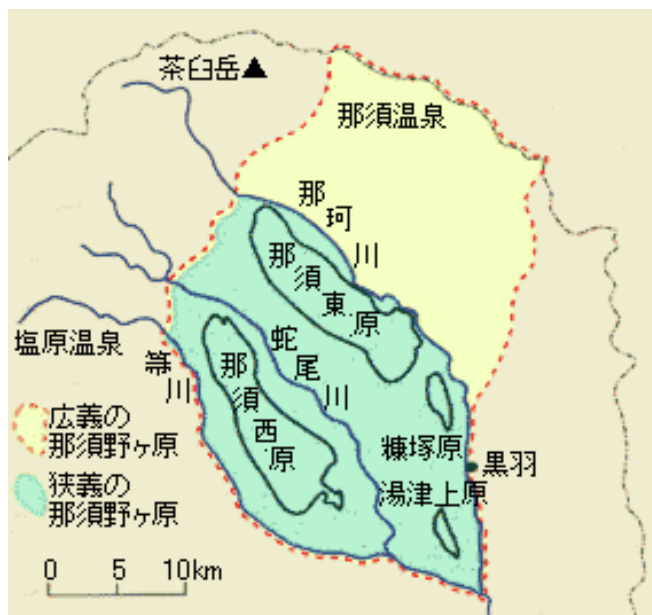 茶臼岳▲
那須温泉
那珂川
那須東原
塩原温泉
箒川
蛇尾川
那須西原
広義の
那須野ヶ原
糠塚原
黒羽
狭義の
那須野ヶ原
湯津上原
0 5 10km